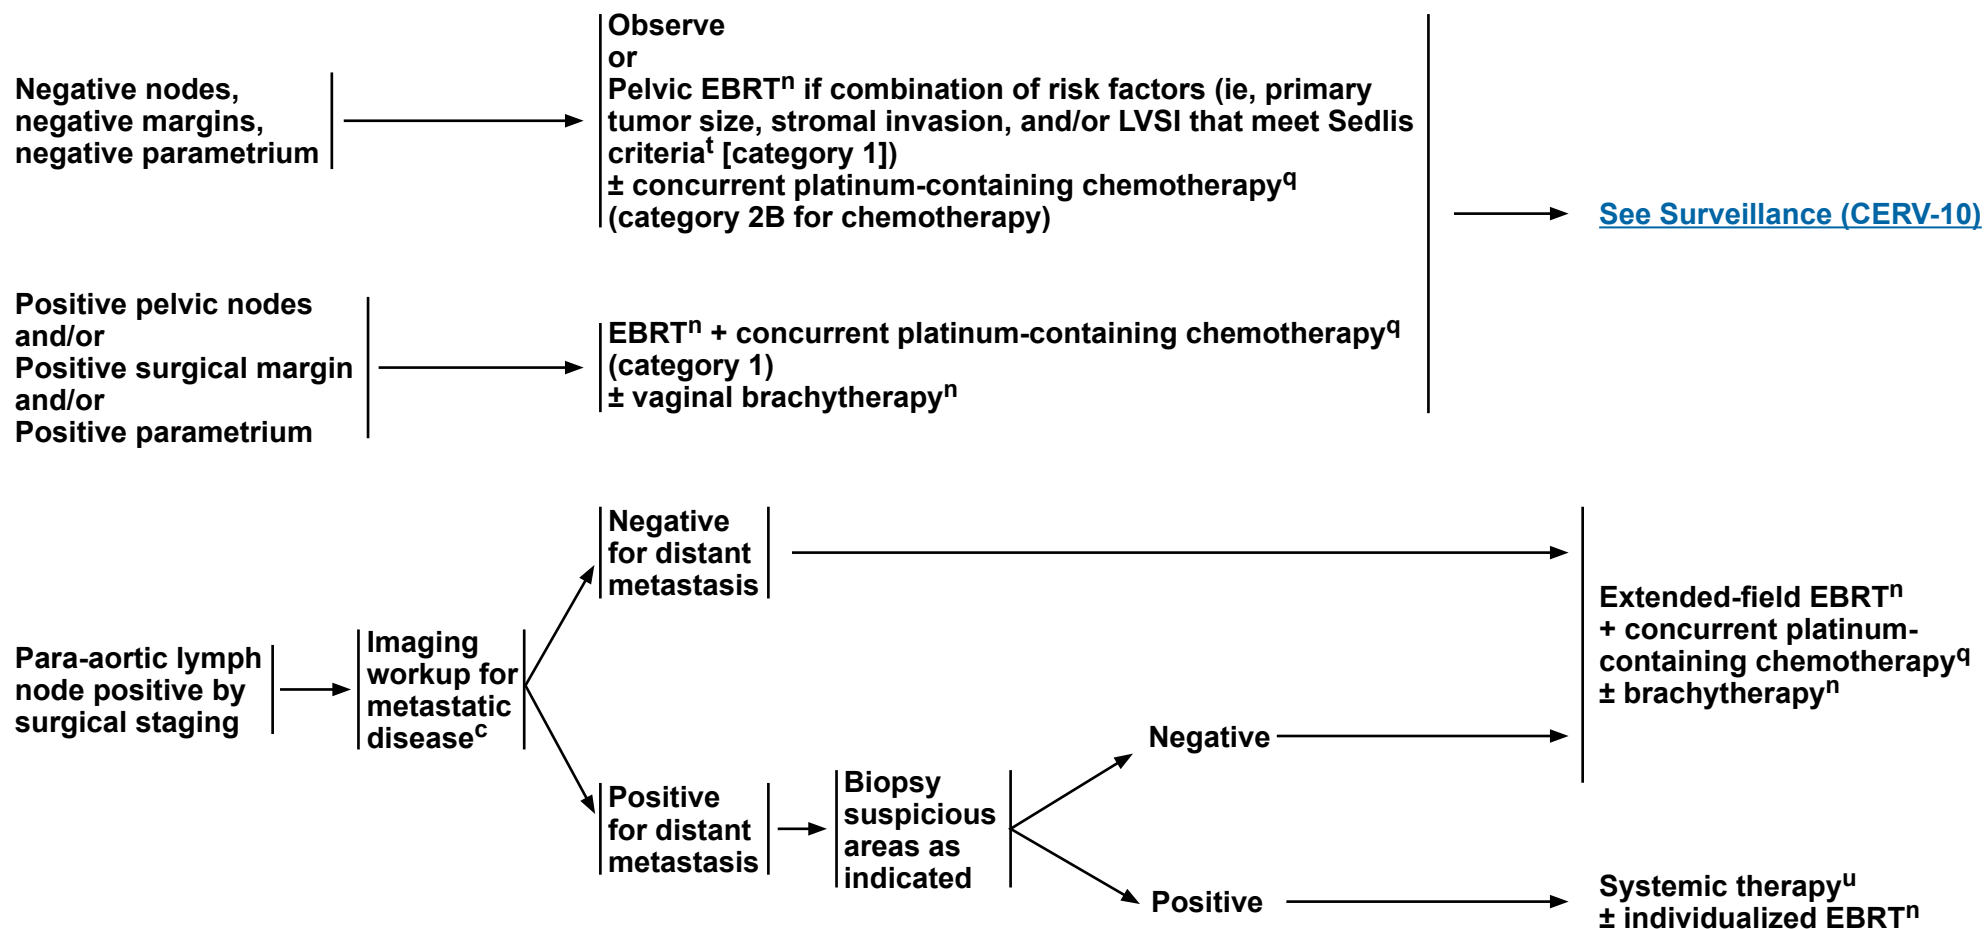 Negative nodes,
negative margins,
negative parametrium
Observe
or
Pelvic EBRTⁿ if combination of risk factors (ie, primary
tumor size, stromal invasion, and/or LVSI that meet Sedlis
criteriaᵗ [category 1])
± concurrent platinum-containing chemotherapy^q
(category 2B for chemotherapy)
See Surveillance (CERV-10)
Positive pelvic nodes
and/or
Positive surgical margin
and/or
Positive parametrium
EBRTⁿ + concurrent platinum-containing chemotherapy^q
(category 1)
± vaginal brachytherapyⁿ
Para-aortic lymph
node positive by
surgical staging
Imaging
workup for
metastatic
diseaseᶜ
Negative
for distant
metastasis
Positive
for distant
metastasis
Biopsy
suspicious
areas as
indicated
Negative
Positive
Extended-field EBRTⁿ
+ concurrent platinum-
containing chemotherapy^q
± brachytherapyⁿ
Systemic therapyᵘ
± individualized EBRTⁿ